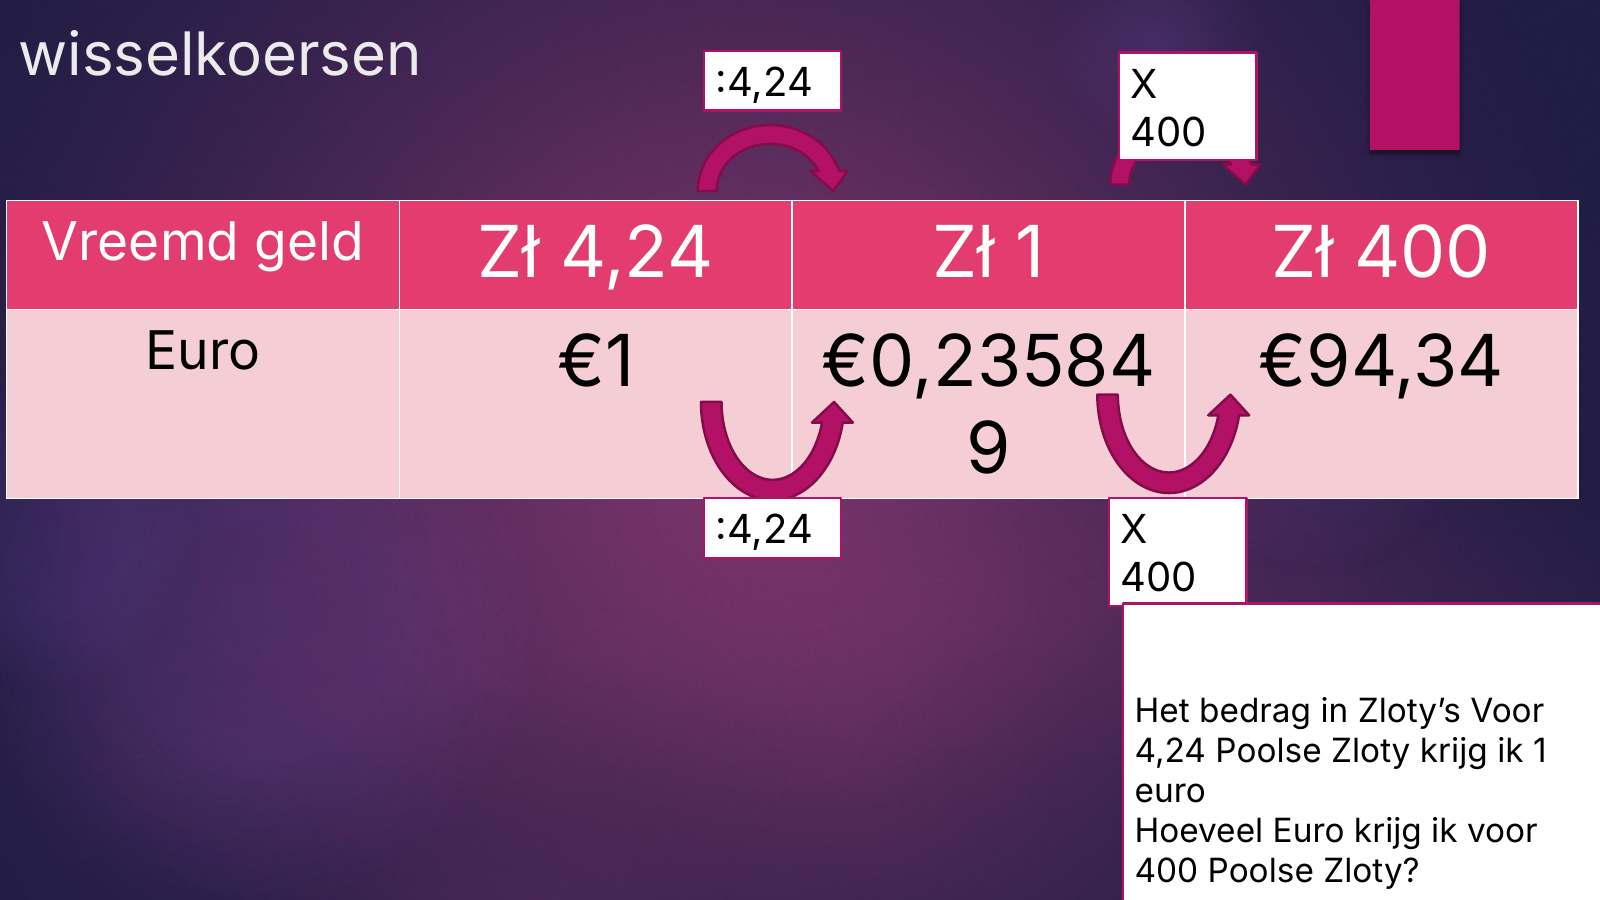 wisselkoersen
:4,24
X
400
Vreemd geld
Zł 4,24
Zł 1
Zł 400
Euro
€1
€0,23584
9
€94,34
:4,24
X
400
Het bedrag in Zloty’s Voor
4,24 Poolse Zloty krijg ik 1
euro
Hoeveel Euro krijg ik voor
400 Poolse Zloty?